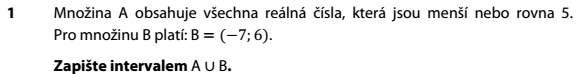 1 Množina A obsahuje všechna reálná čísla, která jsou menší nebo rovna 5.
Pro množinu B platí: B = (−7; 6).
Zapište intervalem A ∪ B.